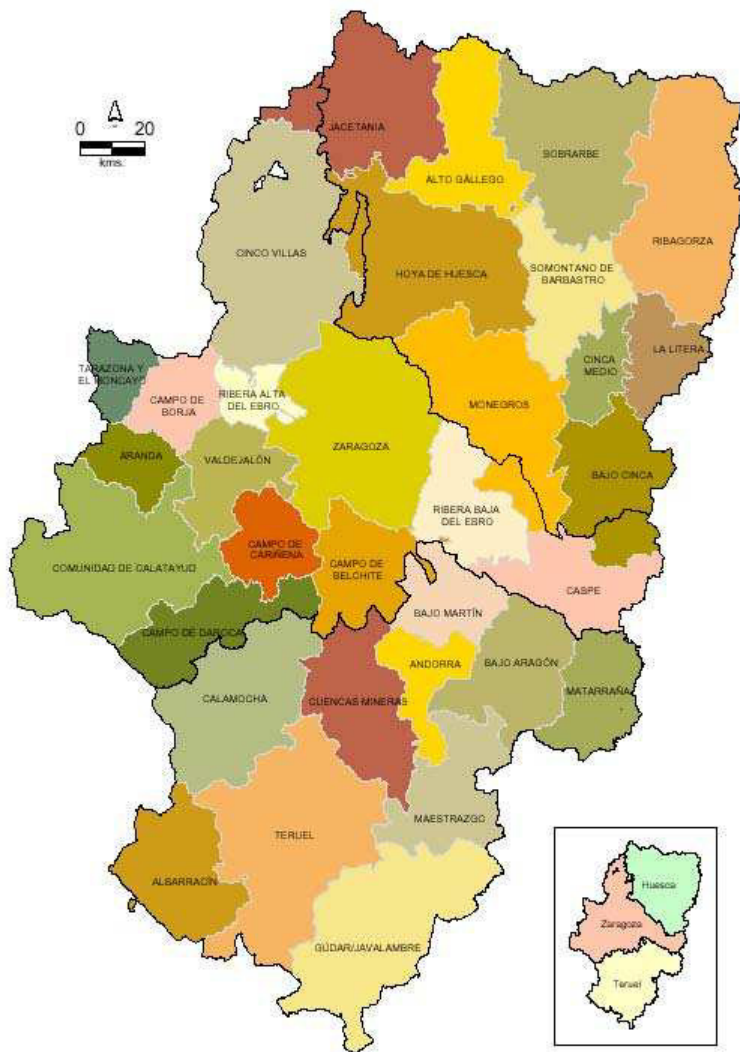 0 20
kms.
JACETANIA
ALTO GÁLLEGO
SOBRARBE
RIBAGORZA
CINCO VILLAS
HOYA DE HUESCA
SOMONTANO DE
BARBASTRO
TARAZONA Y
EL MONCAYO
CAMPO DE
BORJA
RIBERA ALTA
DEL EBRO
ZARAGOZA
MONEGROS
CINCA
MEDIO
LA LITERA
ARANDA
VALDEJALÓN
BAJO CINCA
RIBERA BAJA
DEL EBRO
COMUNIDAD DE CALATAYUD
CAMPO DE
CARIÑENA
CAMPO DE
BELCHITE
CASPE
BAJO MARTÍN
CAMPO DE DAROCA
ANDORRA
BAJO ARAGÓN
MATARRAÑA
CALAMOCHA
CUENCAS MINERAS
MAESTRAZGO
TERUEL
ALBARRACÍN
GÚDAR/JAVALAMBRE
Huesca
Zaragoza
Teruel